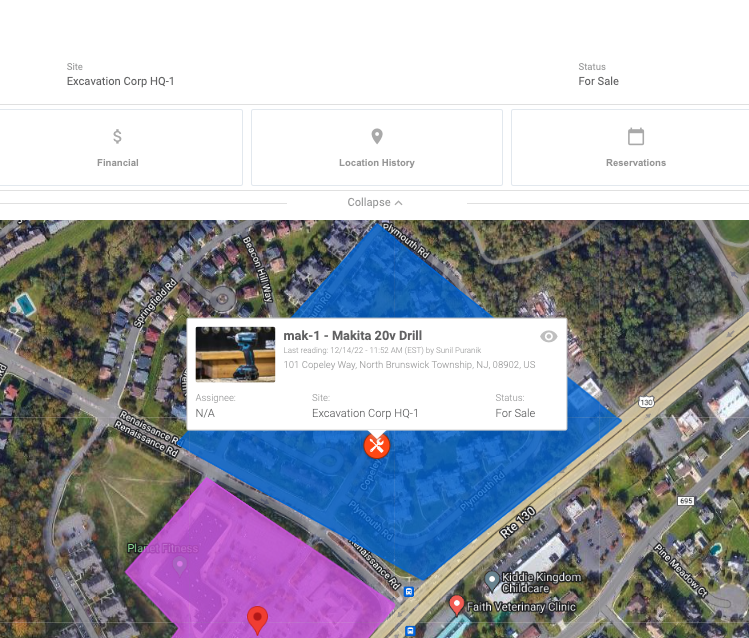 Site
Excavation Corp HQ-1
Status
For Sale
Financial
Location History
Reservations
Collapse
Plymouth Rd
Beacon Hill Way
Springfield Rd
mak-1 - Makita 20v Drill
Last reading: 12/14/22 - 11:52 AM (EST) by Sunil Puranik
101 Copeley Way, North Brunswick Township, NJ, 08902, US
Assignee:
Site:
Status:
N/A
Excavation Corp HQ-1
For Sale
130
Renaissance R
Renaissance Rd
Plymouth Rd
Plymouth Rd
695
Rte 130
Planet Fitness
Renaissance Rd
Pine Meadow Ct
Kiddie Kingdom
Childcare
Faith Veterinary Clinic